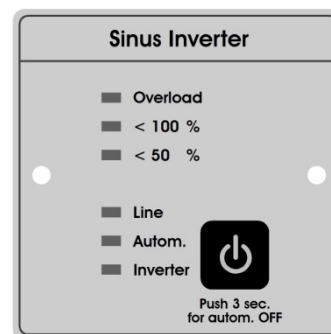 Sinus Inverter
Overload
< 100 %
< 50 %
Line
Autom.
Inverter
Push 3 sec.
for autom. OFF